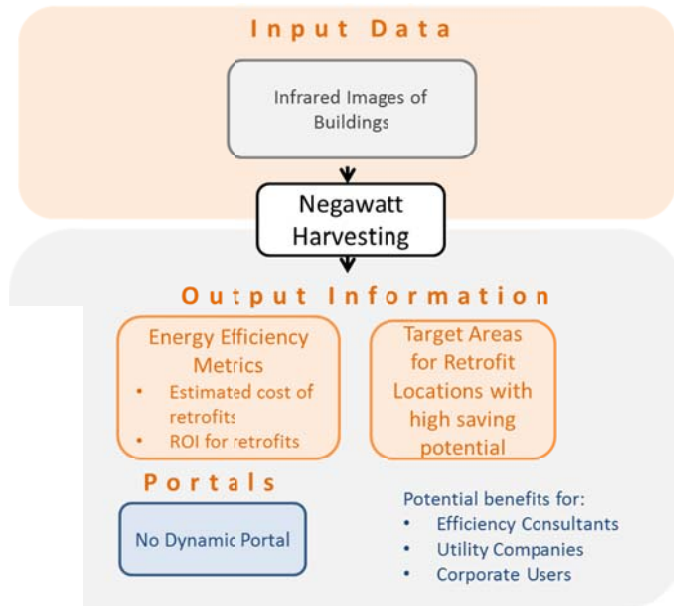 Input Data
Infrared Images of
Buildings
Negawatt
Harvesting
Output Information
Energy Efficiency
Metrics
• Estimated cost of
retrofits
• ROI for retrofits
Target Areas
for Retrofit
Locations with
high saving
potential
Portals
No Dynamic Portal
Potential benefits for:
• Efficiency Consultants
• Utility Companies
• Corporate Users